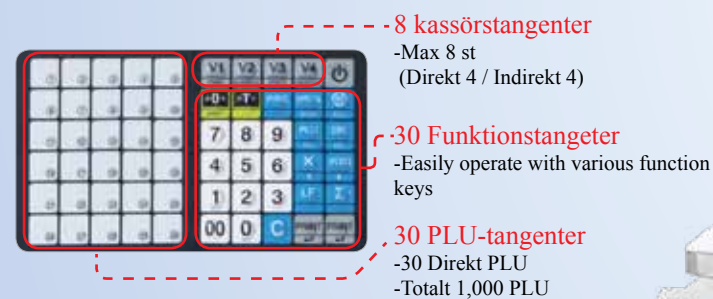 8 kassörstangenter
-Max 8 st
(Direkt 4 / Indirekt 4)
V1 V2 V3 V4
30 Funktionstangeter
-Easily operate with various function
keys
7 8 9
4 5 6 ×
1 2 3
00 0 C
30 PLU-tangenter
-30 Direkt PLU
-Totalt 1,000 PLU